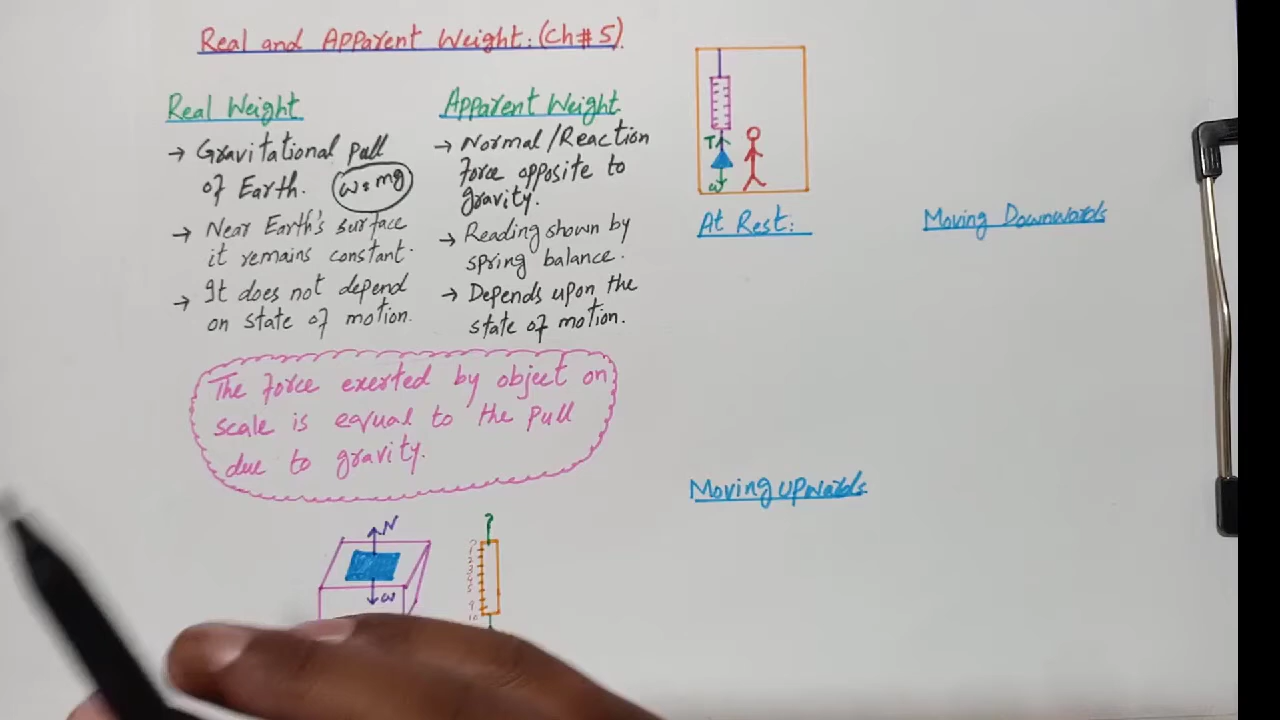 Real and Apparent Weight: (Ch# 5)
Real Weight
→ Gravitational pull
of Earth. w = mg
→ Near Earth's surface
it remains constant.
→ It does not depend
on state of motion.
Apparent Weight
→ Normal/Reaction
force opposite to
gravity.
→ Reading shown by
spring balance.
→ Depends upon the
state of motion.
The force exerted by object on
scale is equal to the pull
due to gravity.
N
w
T
w
At Rest:
Moving Downwards
Moving upwards